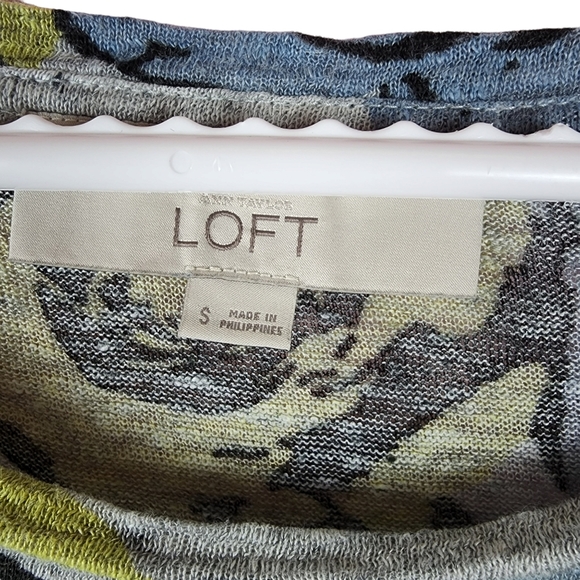 ANN TAYLOR
LOFT
S
MADE IN
PHILIPPINES